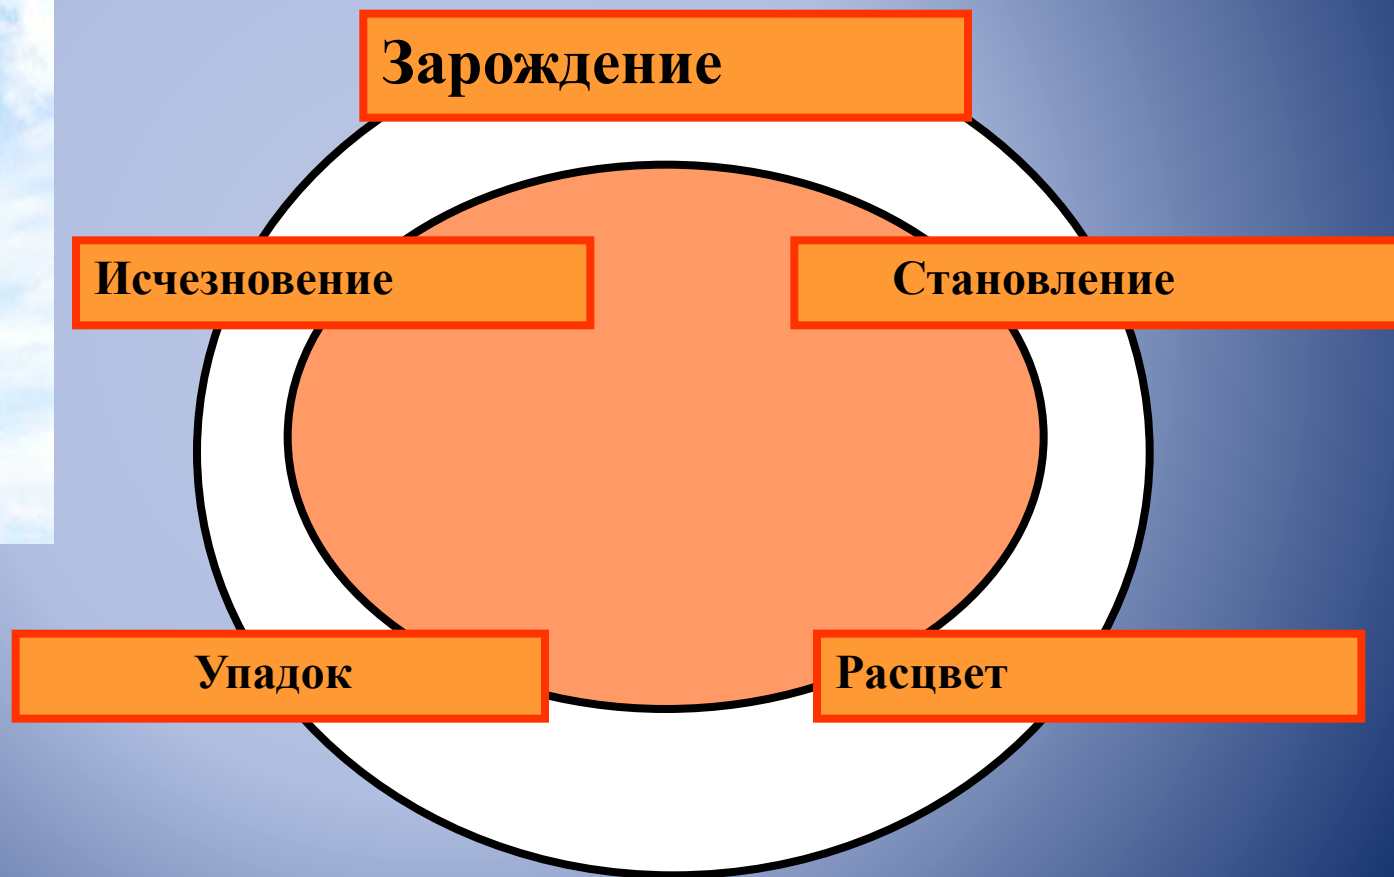 Зарождение
Исчезновение
Становление
Упадок
Расцвет